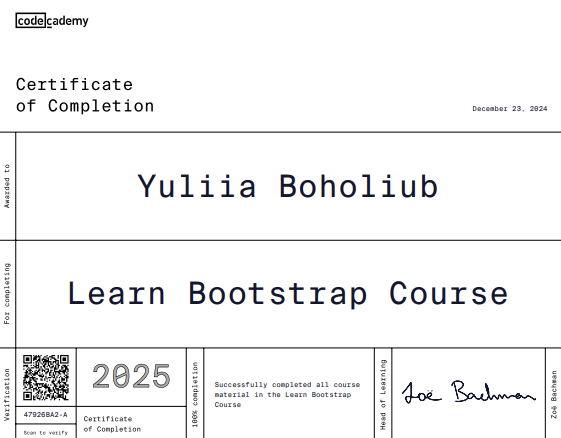 codecademy
Certificate
of Completion
December 23, 2024
Awarded to
Yuliia Boholiub
For completing
Learn Bootstrap Course
Verification
47926BA2-A
Scan to verify
2025
Certificate
of Completion
100% completion
Successfully completed all course
material in the Learn Bootstrap
Course
Head of Learning
Zoë Bachman
Zoë Bachman